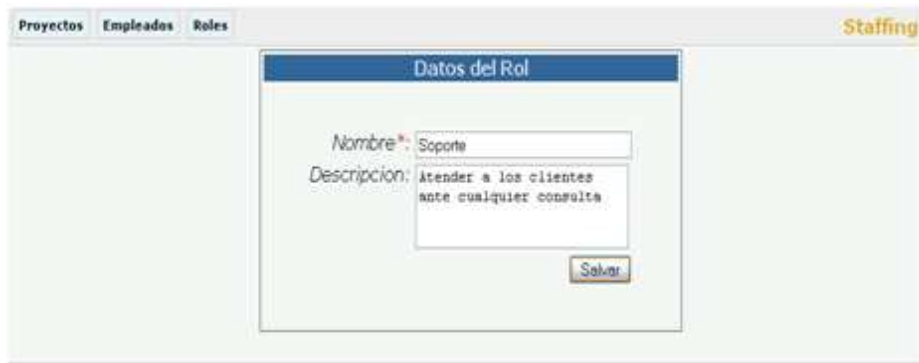 Proyectos Empleados Roles
Staffing
Datos del Rol
Nombre*: Soporte
Descripcion: Atender a los clientes
ante cualquier consulta
Salvar